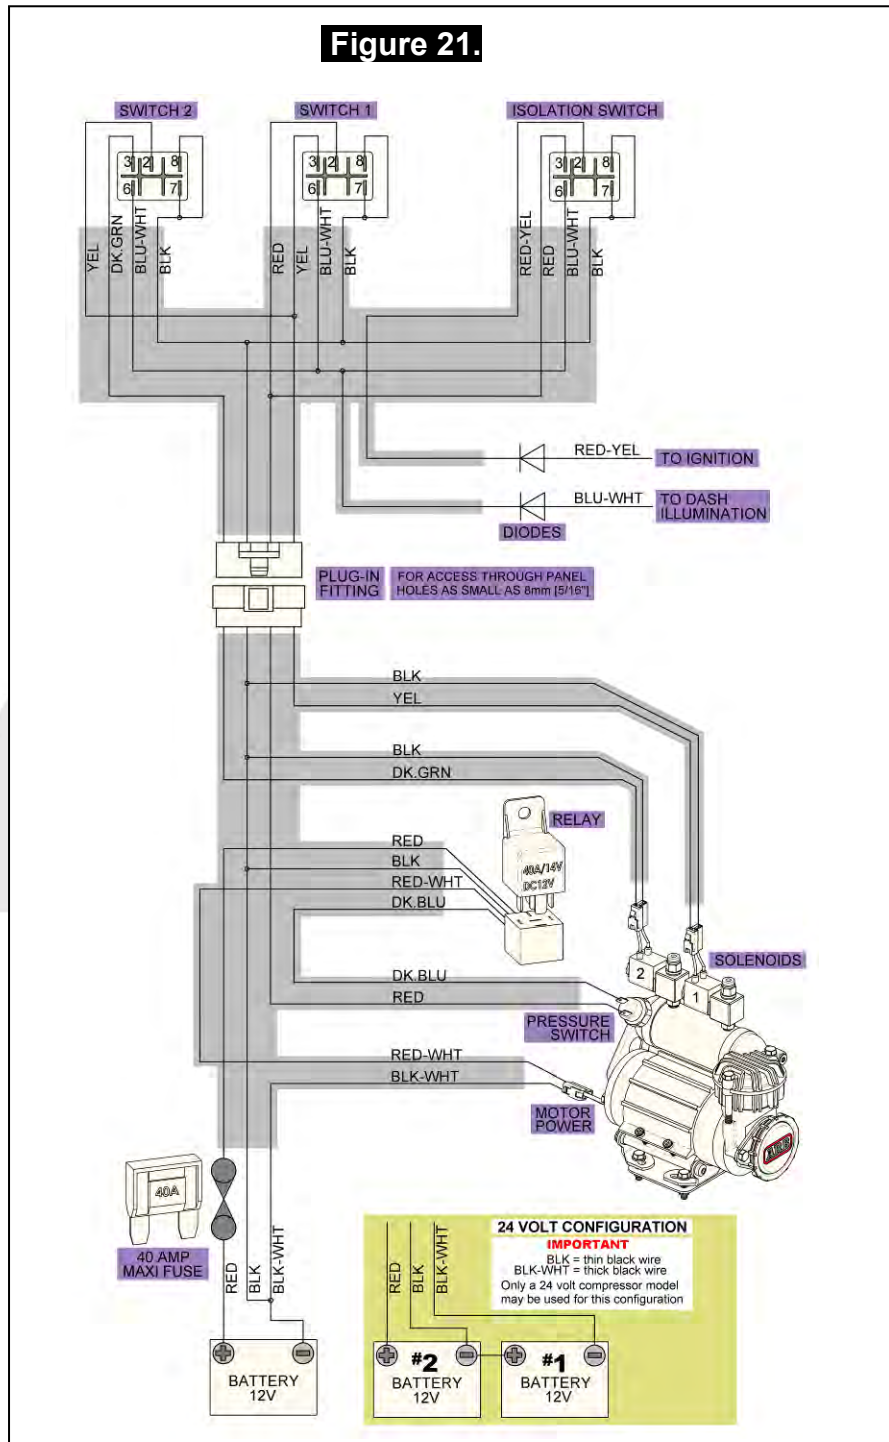 Figure 21.
SWITCH 2
SWITCH 1
ISOLATION SWITCH
3 2 8
6 7
3 2 8
6 7
3 2 8
6 7
YEL
DK.GRN
BLU-WHT
BLK
RED
YEL
BLU-WHT
BLK
RED-YEL
RED
BLU-WHT
BLK
RED-YEL
TO IGNITION
BLU-WHT
TO DASH
ILLUMINATION
DIODES
PLUG-IN
FITTING
FOR ACCESS THROUGH PANEL
HOLES AS SMALL AS 8mm [5/16"]
BLK
YEL
BLK
DK.GRN
RELAY
RED
BLK
RED-WHT
DK.BLU
40A/14V
DC12V
SOLENOIDS
2
1
DK.BLU
RED
PRESSURE
SWITCH
RED-WHT
BLK-WHT
MOTOR
POWER
ARB
40A
40 AMP
MAXI FUSE
RED
BLK
BLK-WHT
BATTERY
12V
RED
BLK
BLK-WHT
24 VOLT CONFIGURATION
IMPORTANT
BLK = thin black wire
BLK-WHT = thick black wire
Only a 24 volt compressor model
may be used for this configuration
#2
BATTERY
12V
#1
BATTERY
12V